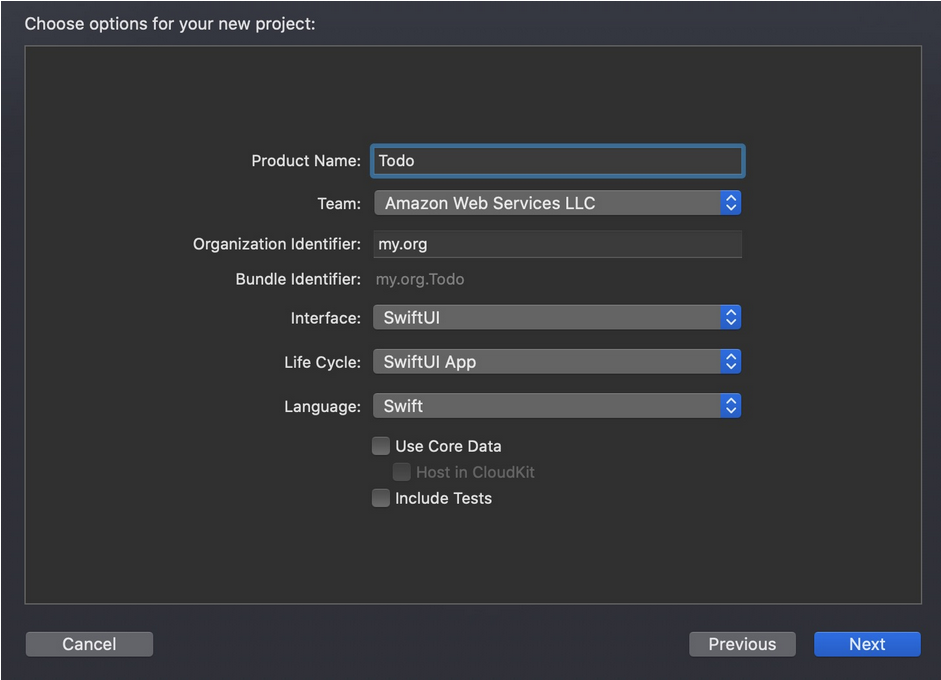 Choose options for your new project:
Product Name: Todo
Team: Amazon Web Services LLC
Organization Identifier: my.org
Bundle Identifier: my.org.Todo
Interface: SwiftUI
Life Cycle: SwiftUI App
Language: Swift
Use Core Data
Host in CloudKit
Include Tests
Cancel Previous Next